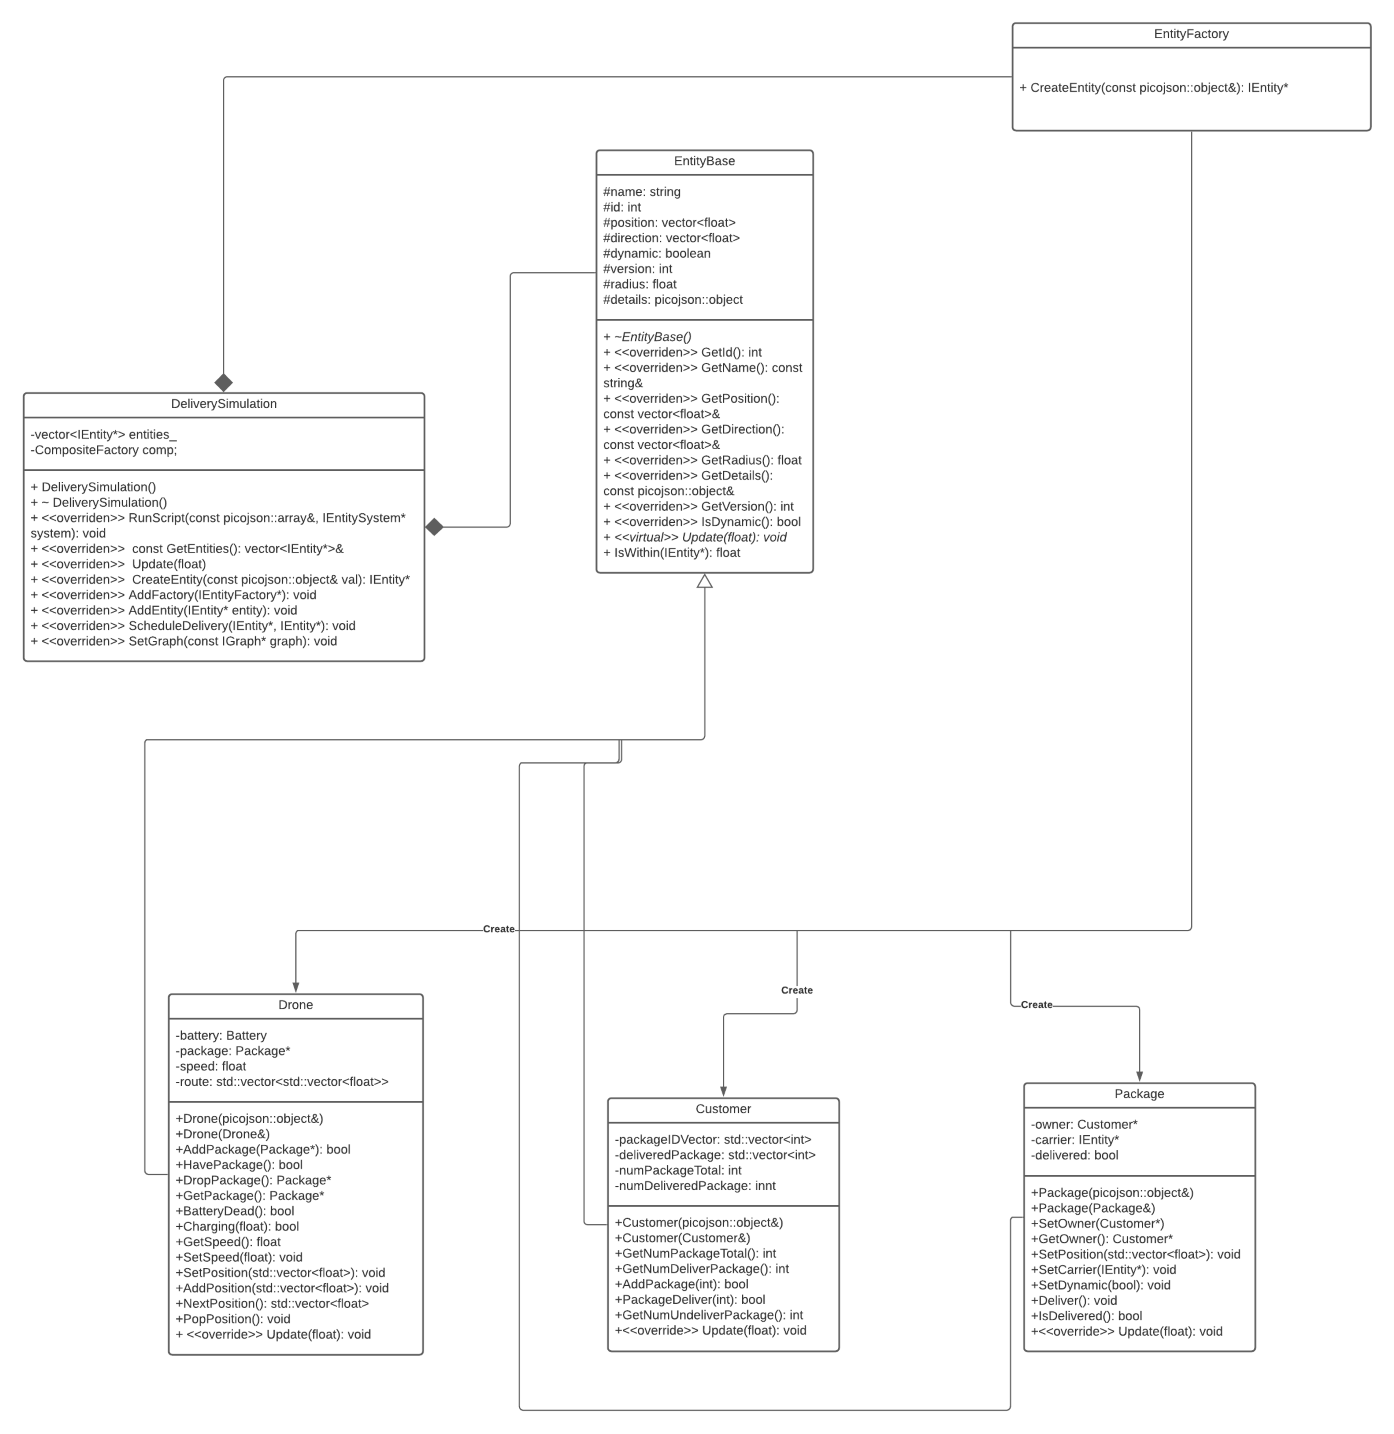 EntityFactory
+ CreateEntity(const picojson::object&): IEntity*
EntityBase
#name: string
#id: int
#position: vector<float>
#direction: vector<float>
#dynamic: boolean
#version: int
#radius: float
#details: picojson::object
+ ~EntityBase()
+ <<overriden>> GetId(): int
+ <<overriden>> GetName(): const
string&
+ <<overriden>> GetPosition():
const vector<float>&
+ <<overriden>> GetDirection():
const vector<float>&
+ <<overriden>> GetRadius(): float
+ <<overriden>> GetDetails():
const picojson::object&
+ <<overriden>> GetVersion(): int
+ <<overriden>> IsDynamic(): bool
+ <<virtual>> Update(float): void
+ IsWithin(IEntity*): float
DeliverySimulation
-vector<IEntity*> entities_
-CompositeFactory comp;
+ DeliverySimulation()
+ ~ DeliverySimulation()
+ <<overriden>> RunScript(const picojson::array&, IEntitySystem*
system): void
+ <<overriden>>  const GetEntities(): vector<IEntity*>&
+ <<overriden>>  Update(float)
+ <<overriden>>  CreateEntity(const picojson::object& val): IEntity*
+ <<overriden>> AddFactory(IEntityFactory*): void
+ <<overriden>> AddEntity(IEntity* entity): void
+ <<overriden>> ScheduleDelivery(IEntity*, IEntity*): void
+ <<overriden>> SetGraph(const IGraph* graph): void
Create
Create
Create
Drone
-battery: Battery
-package: Package*
-speed: float
-route: std::vector<std::vector<float>>
+Drone(picojson::object&)
+Drone(Drone&)
+AddPackage(Package*): bool
+HavePackage(): bool
+DropPackage(): Package*
+GetPackage(): Package*
+BatteryDead(): bool
+Charging(float): bool
+GetSpeed(): float
+SetSpeed(float): void
+SetPosition(std::vector<float>): void
+AddPosition(std::vector<float>): void
+NextPosition(): std::vector<float>
+PopPosition(): void
+ <<override>> Update(float): void
Customer
-packageIDVector: std::vector<int>
-deliveredPackage: std::vector<int>
-numPackageTotal: int
-numDeliveredPackage: innt
+Customer(picojson::object&)
+Customer(Customer&)
+GetNumPackageTotal(): int
+GetNumDeliverPackage(): int
+AddPackage(int): bool
+PackageDeliver(int): bool
+GetNumUndeliverPackage(): int
+<<override>> Update(float): void
Package
-owner: Customer*
-carrier: IEntity*
-delivered: bool
+Package(picojson::object&)
+Package(Package&)
+SetOwner(Customer*)
+GetOwner(): Customer*
+SetPosition(std::vector<float>): void
+SetCarrier(IEntity*): void
+SetDynamic(bool): void
+Deliver(): void
+IsDelivered(): bool
+<<override>> Update(float): void